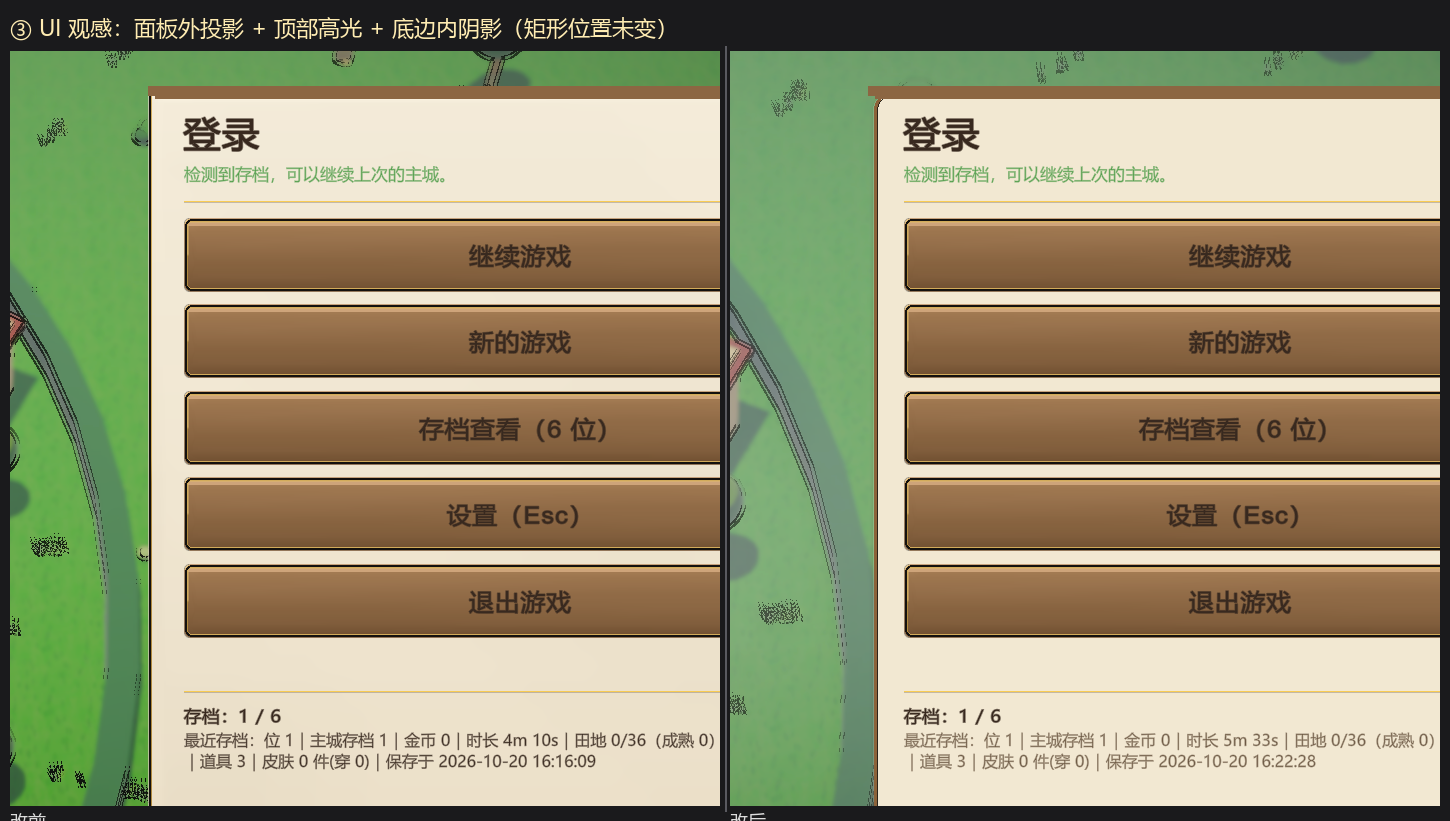 ③ UI 观感：面板外投影 + 顶部高光 + 底边内阴影（矩形位置未变）
登录
检测到存档，可以继续上次的主城。
继续游戏
新的游戏
存档查看（6 位）
设置（Esc）
退出游戏
存档：1 / 6
最近存档：位 1 | 主城存档 1 | 金币 0 | 时长 4m 10s | 田地 0/36（成熟 0）
| 道具 3 | 皮肤 0 件(穿 0) | 保存于 2026-10-20 16:16:09
改前
登录
检测到存档，可以继续上次的主城。
继续游戏
新的游戏
存档查看（6 位）
设置（Esc）
退出游戏
存档：1 / 6
最近存档：位 1 | 主城存档 1 | 金币 0 | 时长 5m 33s | 田地 0/36（成熟 0）
| 道具 3 | 皮肤 0 件(穿 0) | 保存于 2026-10-20 16:22:28
改后